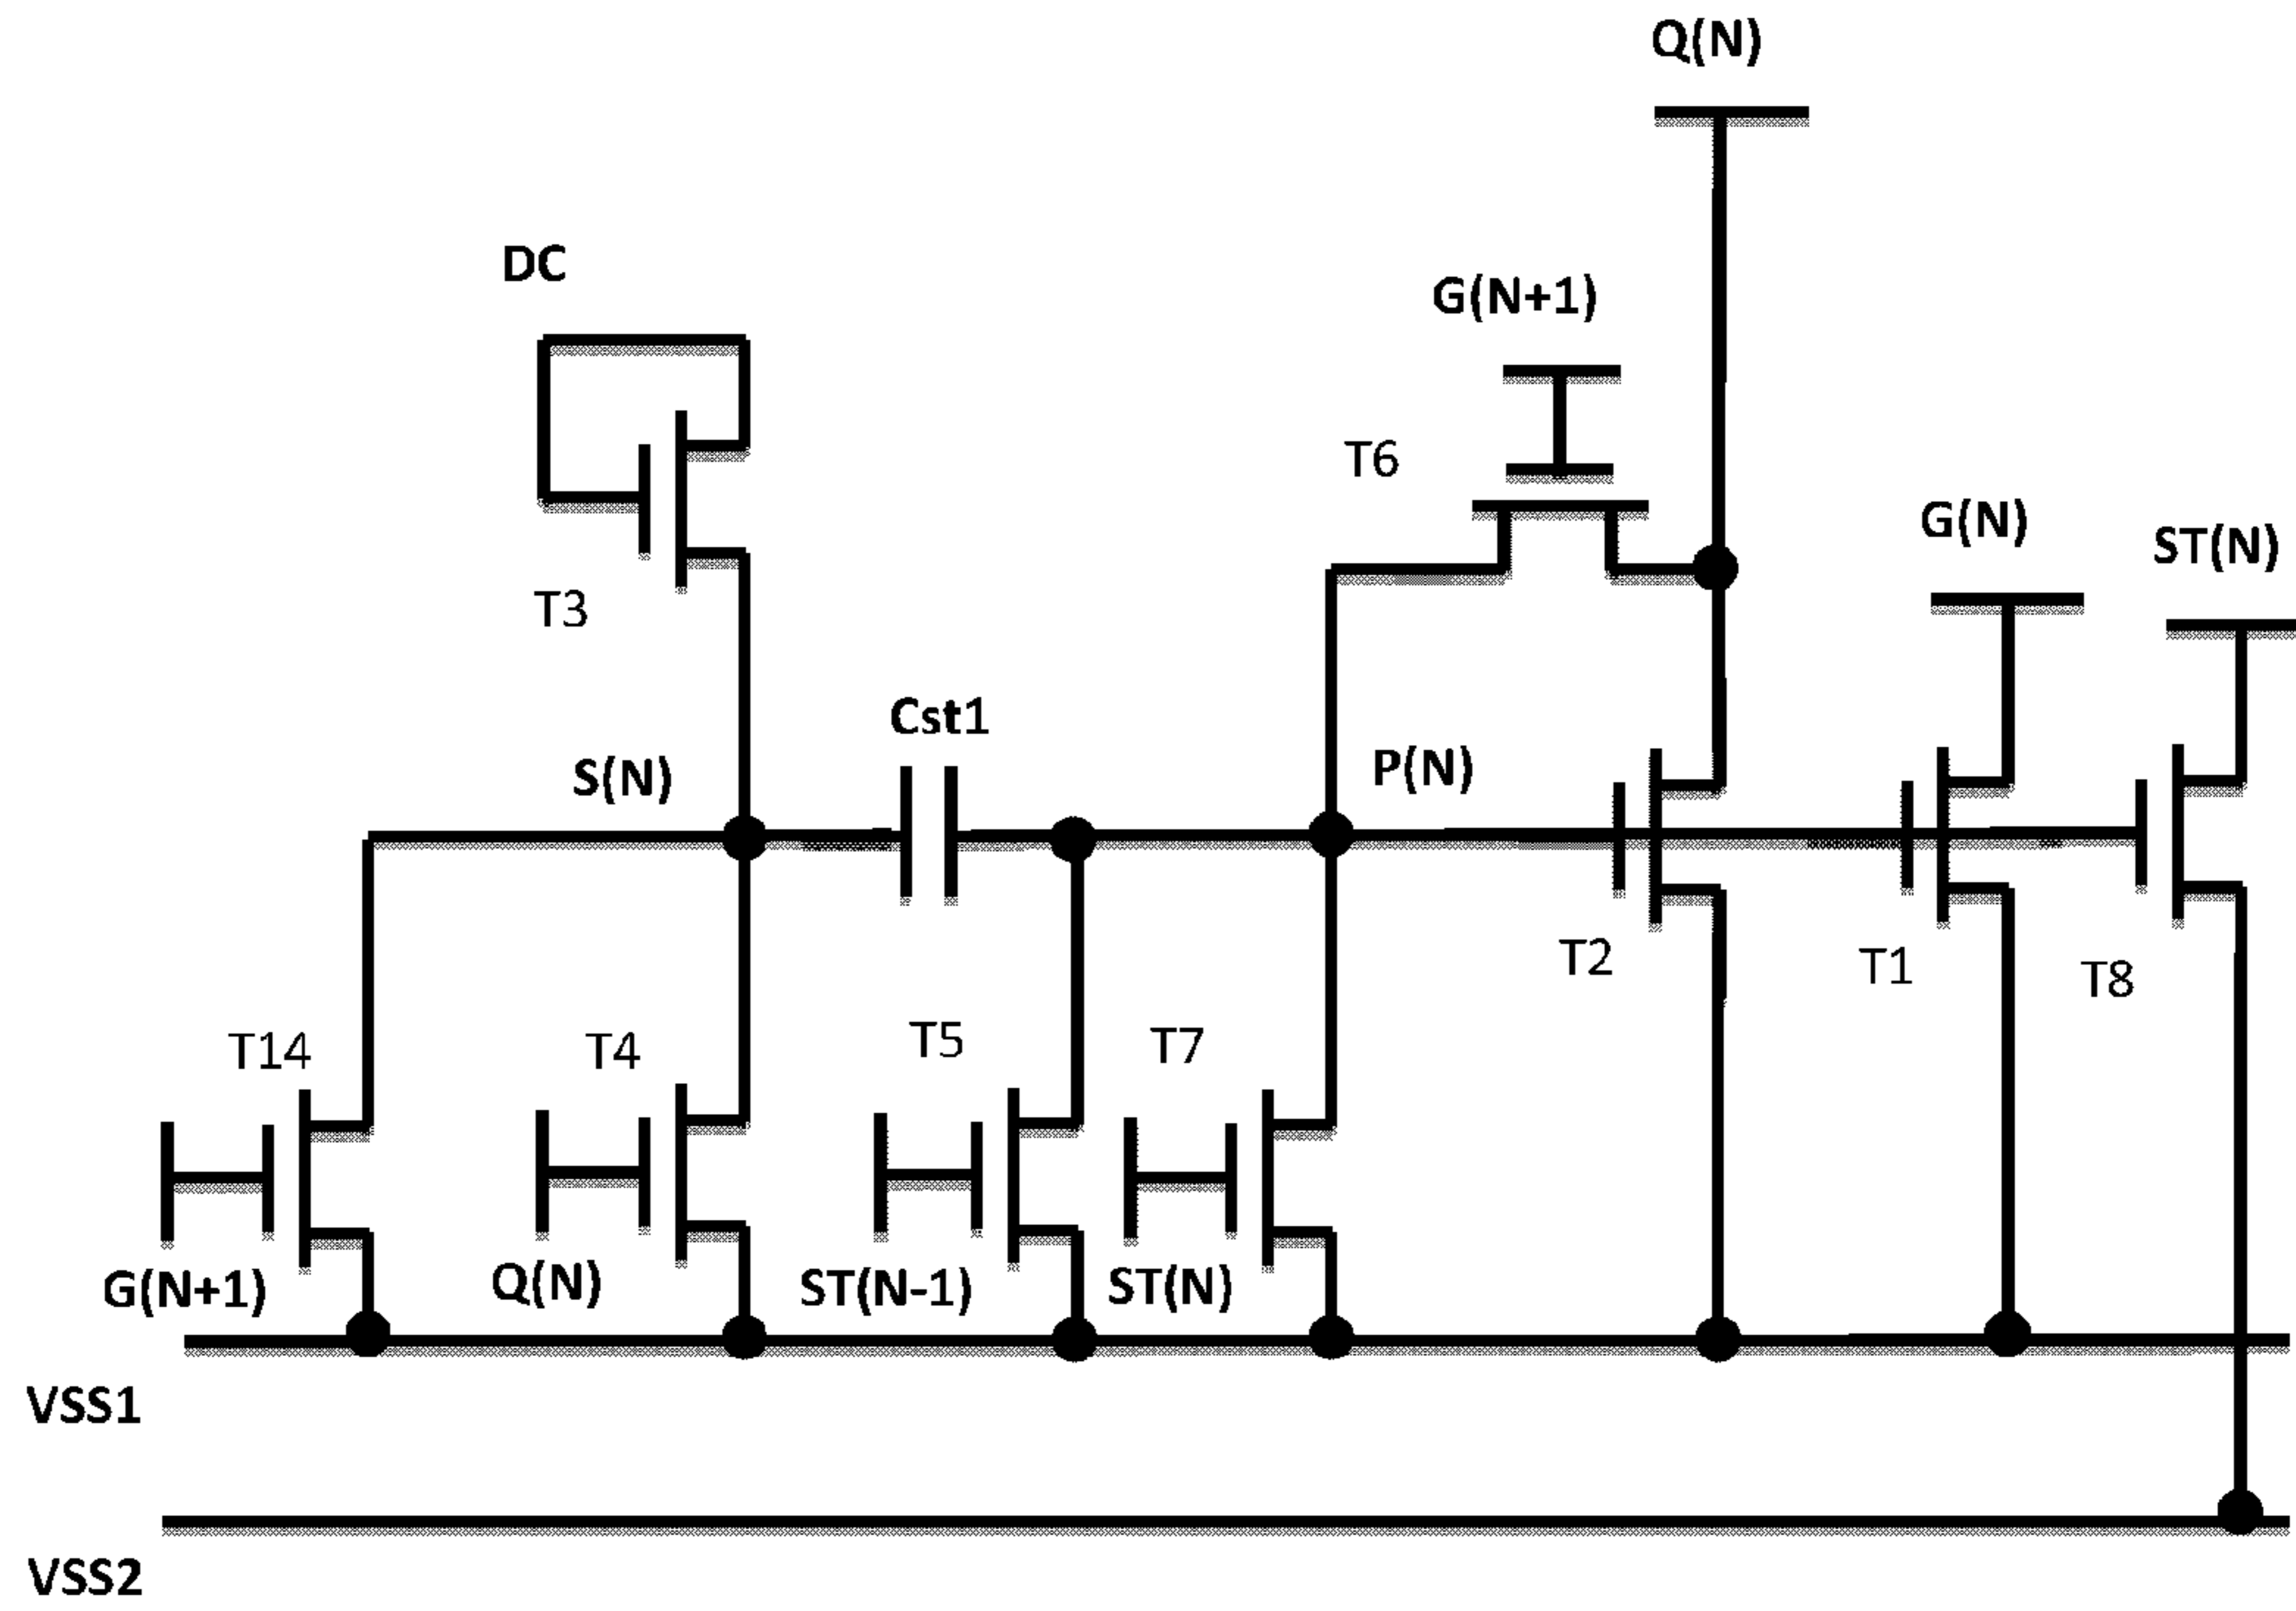 Q(N)
DC
G(N+1)
T6
G(N)
ST(N)
T3
Cst1
S(N)
P(N)
T2
T1
T8
T14
T4
T5
T7
G(N+1)
Q(N)
ST(N-1)
ST(N)
VSS1
VSS2